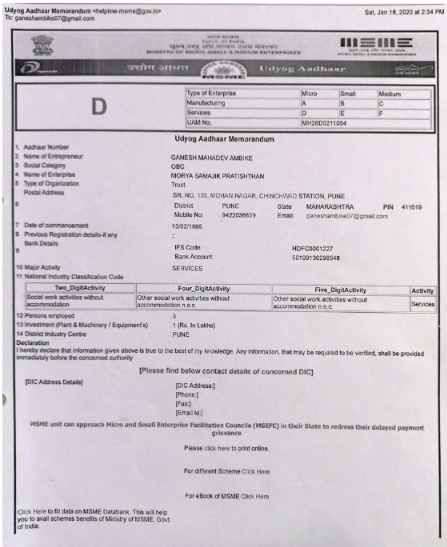 Udyog Aadhaar Memorandum <helpline-msme@gov.in>
Sat, Jan 18, 2020 at 2:34 PM
To: ganeshambike07@gmail.com
भारत सरकार
MINISTRY OF MICRO, SMALL & MEDIUM ENTERPRISES
उद्योग आधार
Udyog Aadhaar
D
Type of Enterprise Micro Small Medium
Manufacturing A B C
Services D E F
UAM No. MH26D0211054
Udyog Aadhaar Memorandum
1. Aadhaar Number
2 Name of Entrepreneur GANESH MAHADEV AMBIKE
3 Social Category OBC
4 Name of Enterprise MORYA SAMAJIK PRATISHTHAN
5 Type of Organization Trust
Postal Address SR. NO. 136, MOHAN NAGAR, CHINCHWAD STATION, PUNE
6 District PUNE State MAHARASHTRA PIN 411019
Mobile No: 9422036639 Email: ganeshambike07@gmail.com
7 Date of commencement 13/02/1995
8 Previous Registration details-if any ::
Bank Details
9 IFS Code HDFC0001227
Bank Account: 50100130298548
10 Major Activity SERVICES
11 National Industry Classification Code
Two_DigitActivity Four_DigitActivity Five_DigitActivity Activity
Social work activities without accommodation Other social work activities without accommodation n.e.c. Other social work activities without accommodation n.e.c. Services
12 Persons employed 3
13 Investment (Plant & Machinery / Equipment's) 1 (Rs. In Lakhs)
14 District Industry Centre PUNE
Declaration
I hereby declare that information given above is true to the best of my knowledge. Any information, that may be required to be verified, shall be provided
immediately before the concerned authority.
[Please find below contact details of concerned DIC]
[DIC Address Details] [DIC Address:]
[Phone:]
[Fax:]
[Email Id:]
MSME unit can approach Micro and Small Enterprise Facilitation Councils (MSEFC) in their State to redress their delayed payment
grievance
Please click here to print online.
For different Scheme Click Here
For eBook of MSME Click Here
Click Here to fill data on MSME Databank. This will help
you to avail schemes benefits of Ministry of MSME, Govt.
of India.